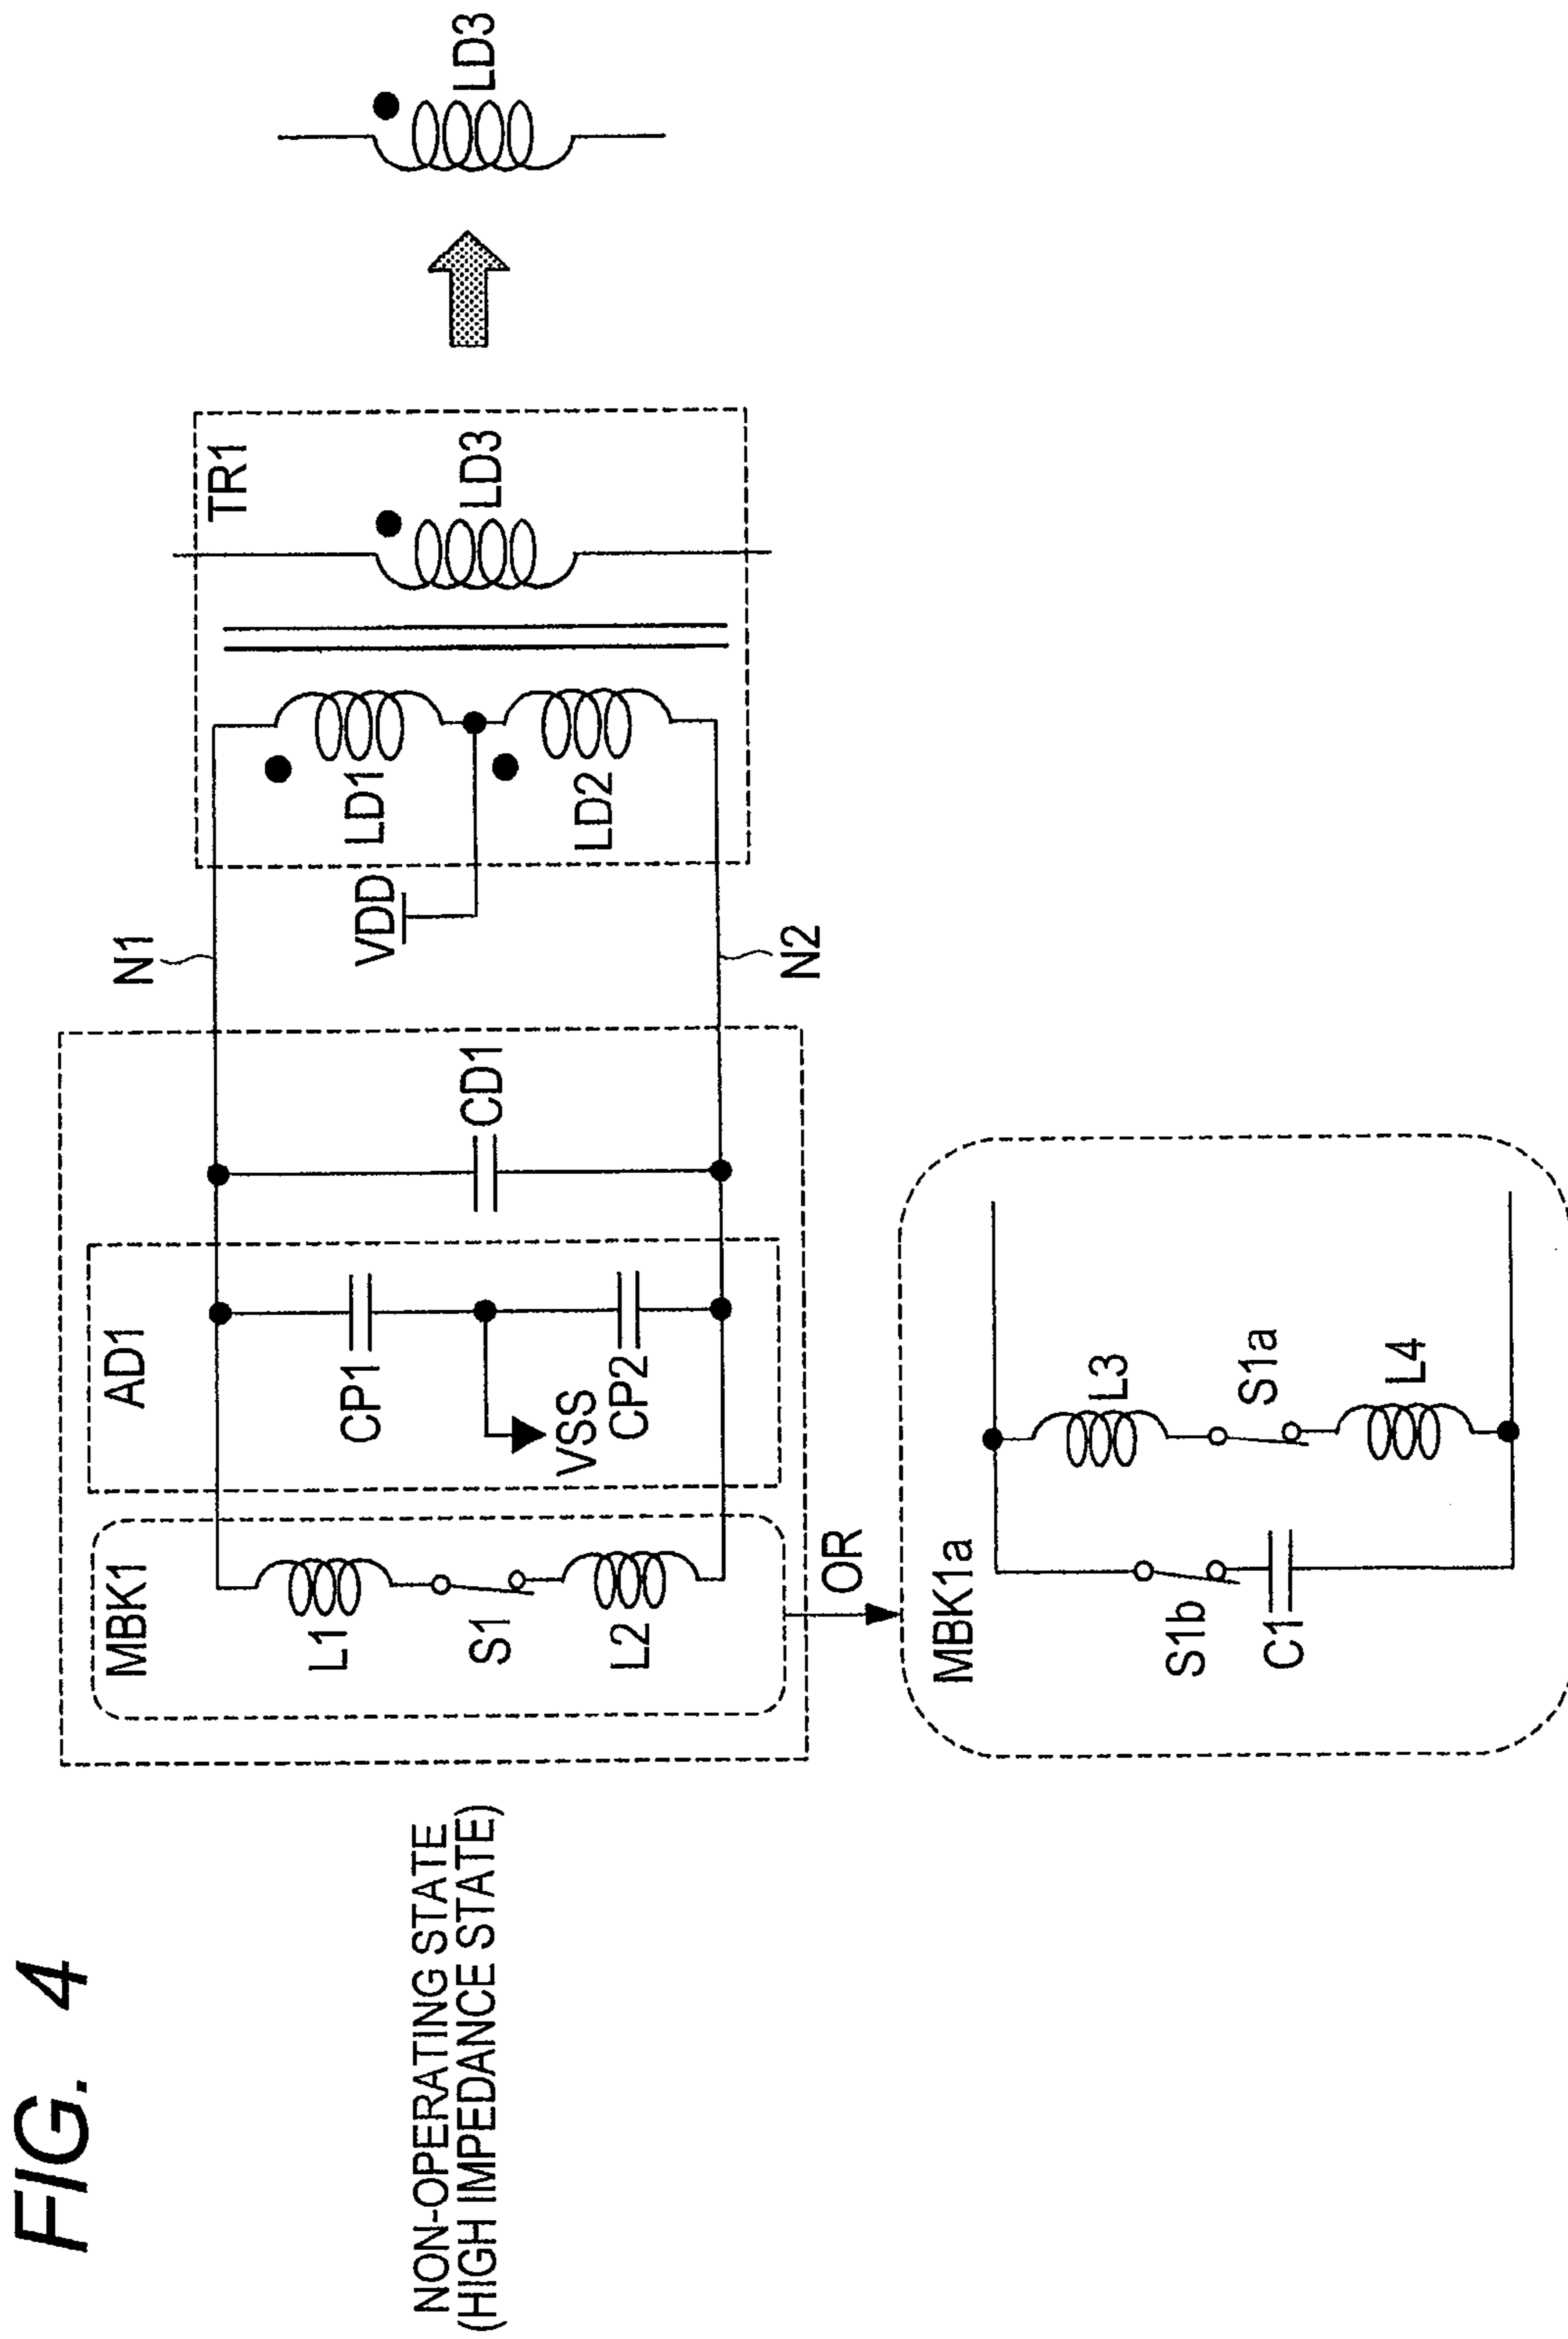 FIG. 4
NON-OPERATING STATE
(HIGH IMPEDANCE STATE)
MBK1
L1
S1
L2
AD1
CP1
VSS
CP2
CD1
N1
VDD
N2
TR1
LD1
LD2
LD3
LD3
OR
MBK1a
S1b
C1
L3
S1a
L4